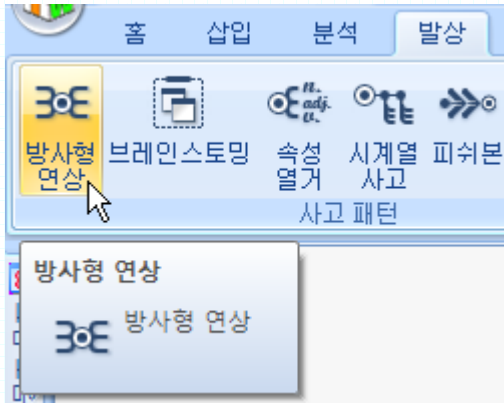 홈 삽입 분석 발상
n.
adj.
v.
방사형 브레인스토밍 속성 시계열 피쉬본
연상 열거 사고
사고 패턴
방사형 연상
방사형 연상